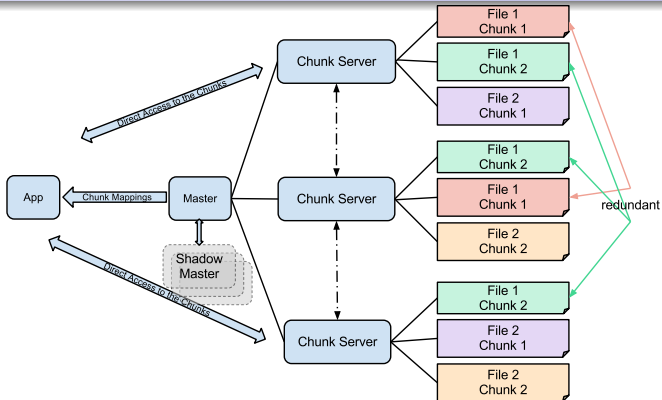 File 1
Chunk 1
File 1
Chunk 2
File 2
Chunk 1
Chunk Server
Direct Access to the Chunks
File 1
Chunk 2
File 1
Chunk 1
File 2
Chunk 2
Chunk Server
redundant
App
Chunk Mappings
Master
Shadow
Master
Direct Access to the Chunks
Chunk Server
File 1
Chunk 2
File 2
Chunk 1
File 2
Chunk 2